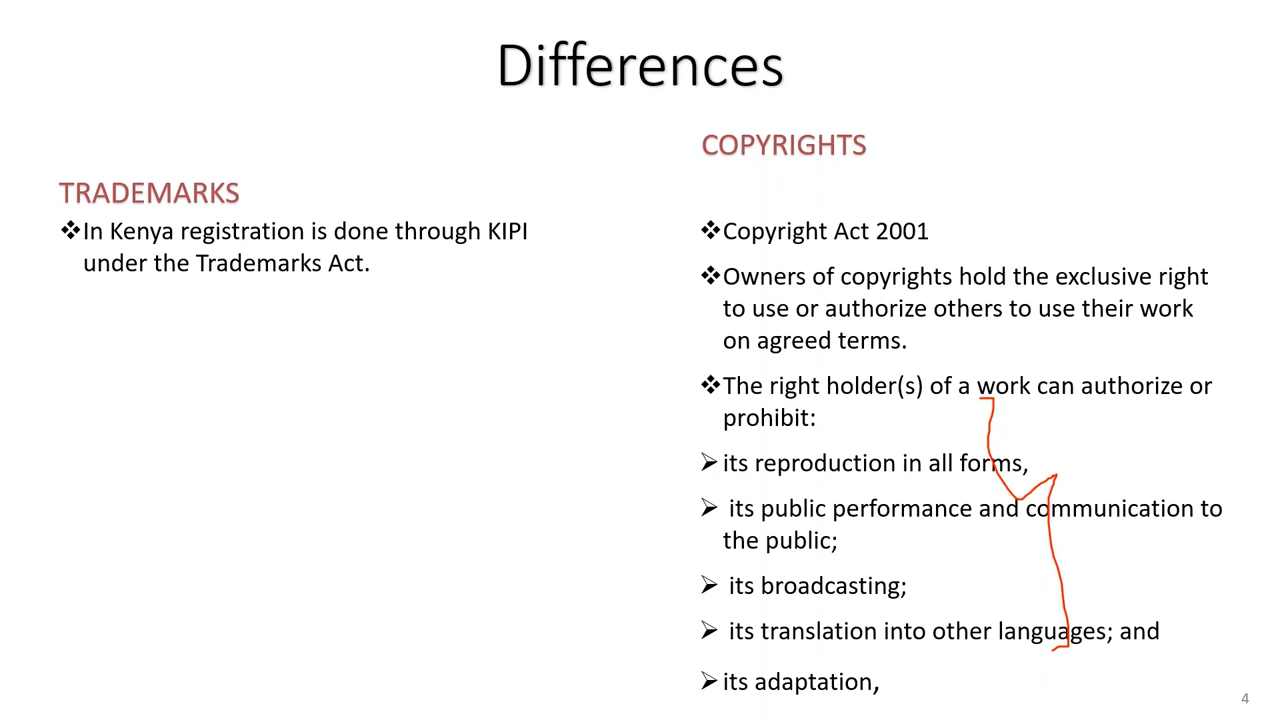 Differences
TRADEMARKS
❖In Kenya registration is done through KIPI
under the Trademarks Act.
COPYRIGHTS
❖Copyright Act 2001
❖Owners of copyrights hold the exclusive right
to use or authorize others to use their work
on agreed terms.
❖The right holder(s) of a work can authorize or
prohibit:
➢its reproduction in all forms,
➢ its public performance and communication to
the public;
➢ its broadcasting;
➢ its translation into other languages; and
➢its adaptation,
4